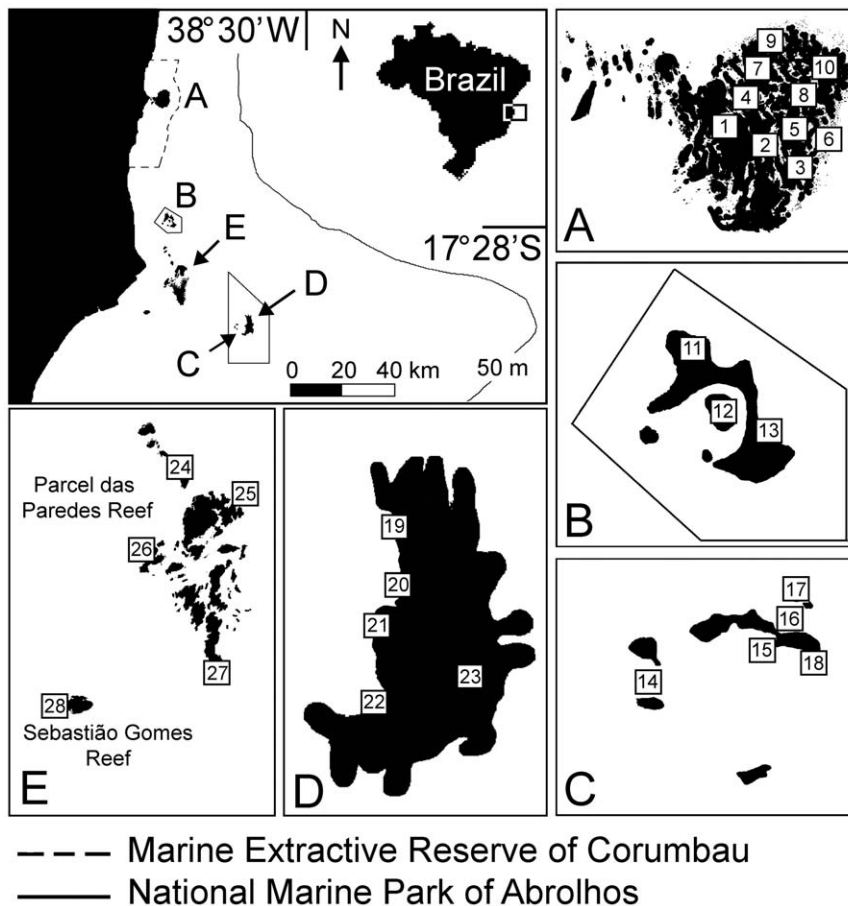 38°30'W
N
Brazil
A
B
E
17°28'S
D
C
0 20 40 km
50 m
9
7
10
4
8
1
5
6
2
3
A
11
12
13
B
24
Parcel das
Paredes Reef
25
26
27
28
Sebastião Gomes
Reef
E
19
20
21
23
22
D
17
16
15
18
14
C
Marine Extractive Reserve of Corumbau
National Marine Park of Abrolhos